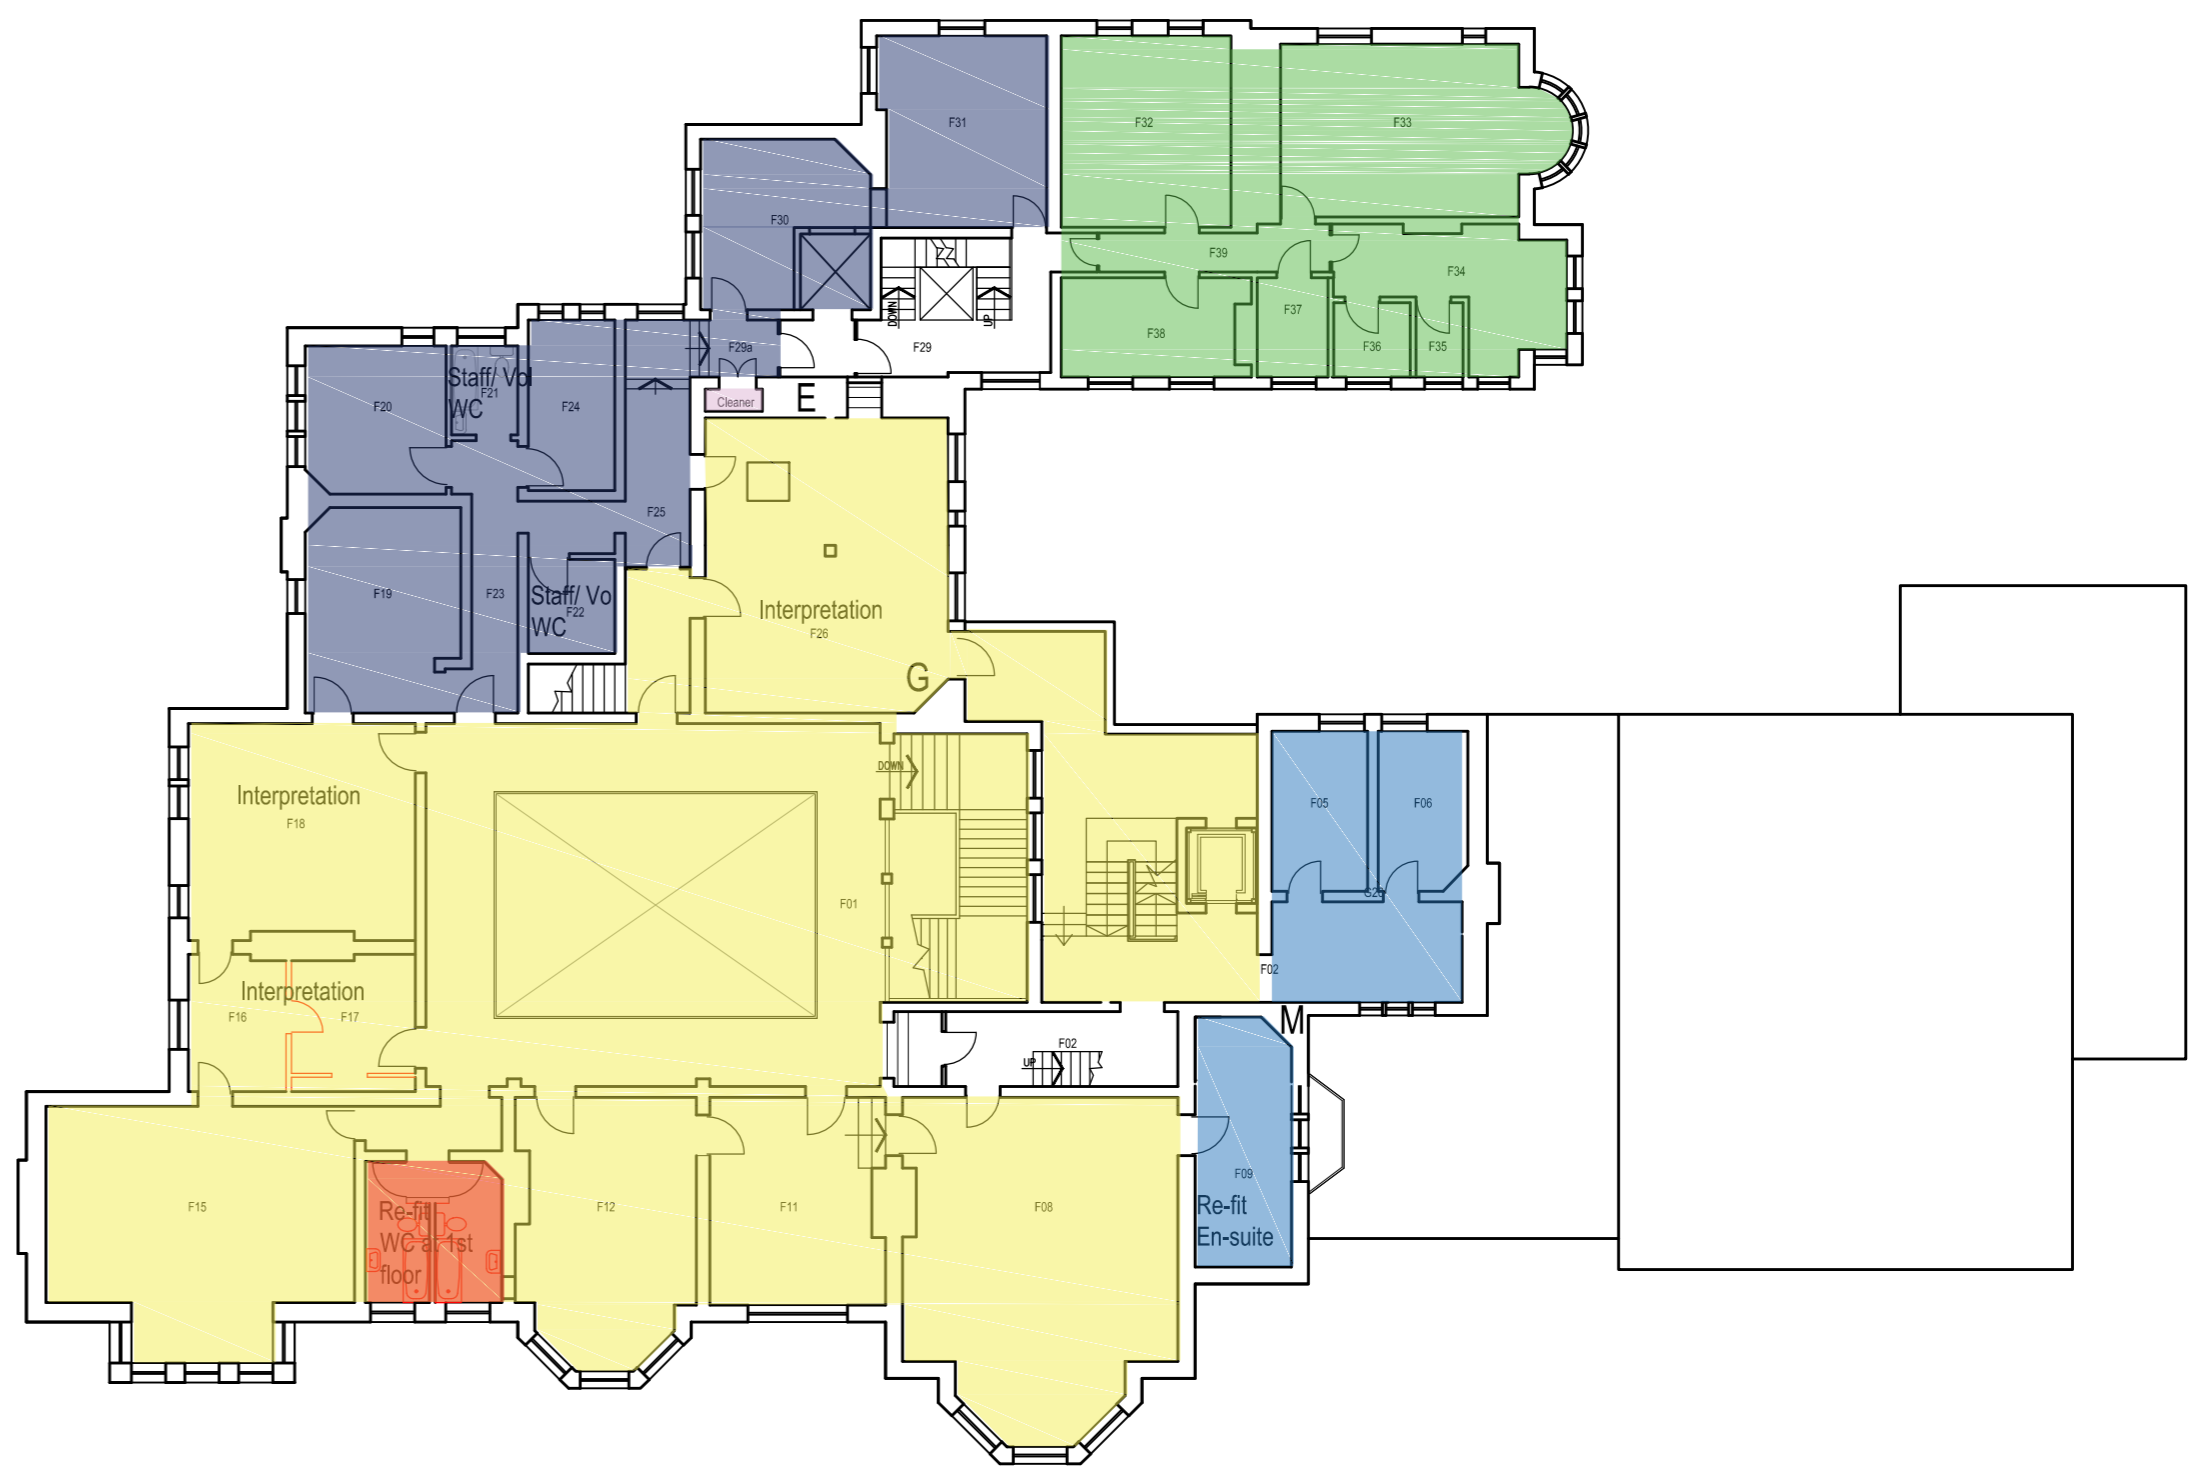 F31
F32
F33
F30
F39
F34
DOWN
UP
F37
F38
F36
F35
F29a
F29
Staff/ Vol
WC
F21
F20
F24
Cleaner
E
F25
F19
F23
Staff/ Vo
WC
F22
Interpretation
F26
G
DOWN
Interpretation
F18
F05
F06
G23
F01
F02
Interpretation
F16
F17
M
F02
UP
F09
Re-fit
En-suite
F15
Re-fit
WC at 1st
floor
F12
F11
F08